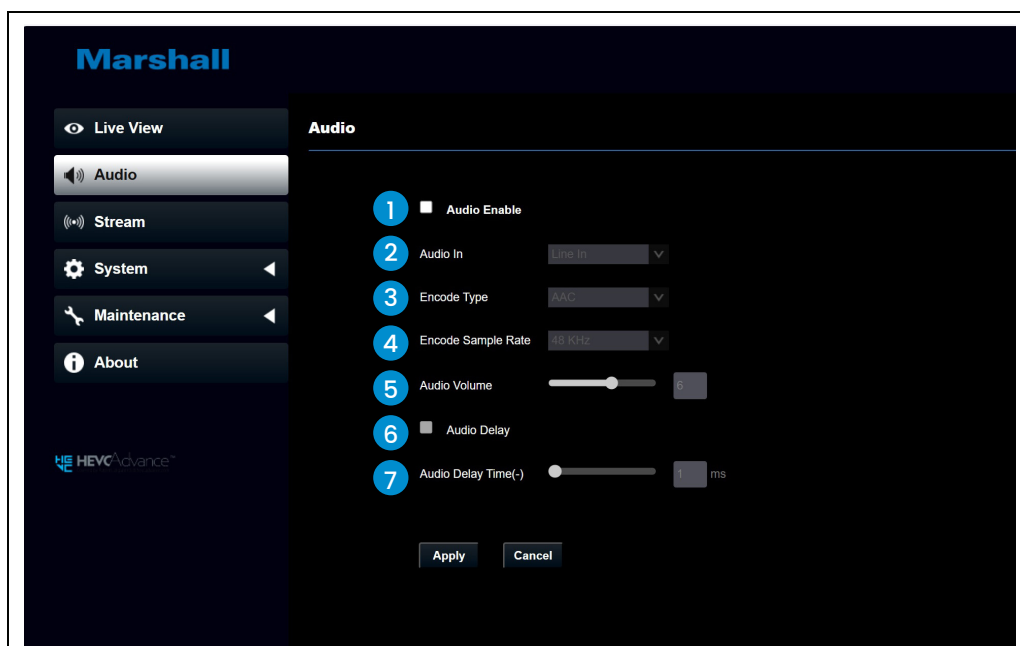 Marshall
Live View
Audio
Stream
System
Maintenance
About
HEVC Advance™
Audio
1 Audio Enable
2 Audio In Line In
3 Encode Type AAC
4 Encode Sample Rate 48 KHz
5 Audio Volume 6
6 Audio Delay
7 Audio Delay Time(-) 1 ms
Apply Cancel